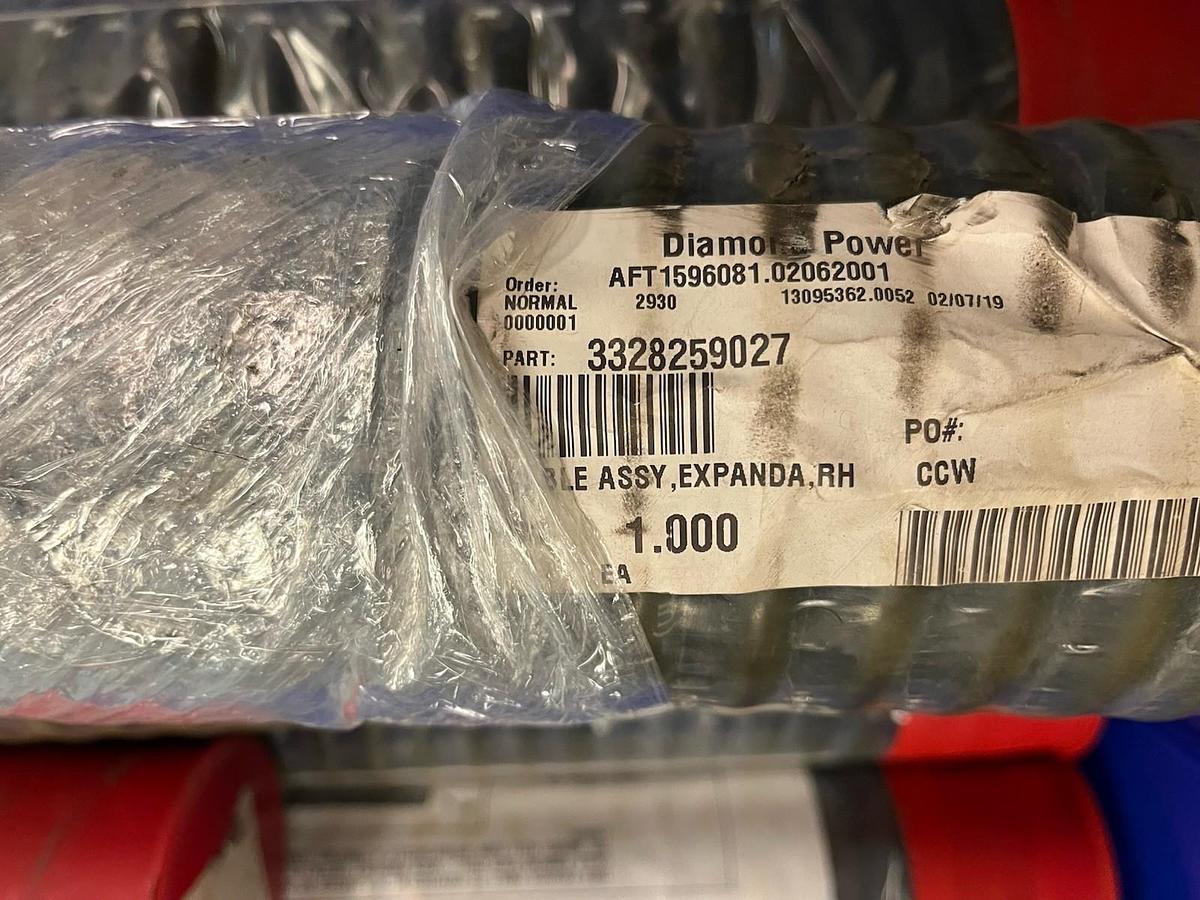 Diamond Power
AFT1596081.02062001
Order:
NORMAL 2930 13095362.0052 02/07/19
0000001
PART: 3328259027
BLE ASSY,EXPANDA,RH
PO#:
CCW
1.000
EA